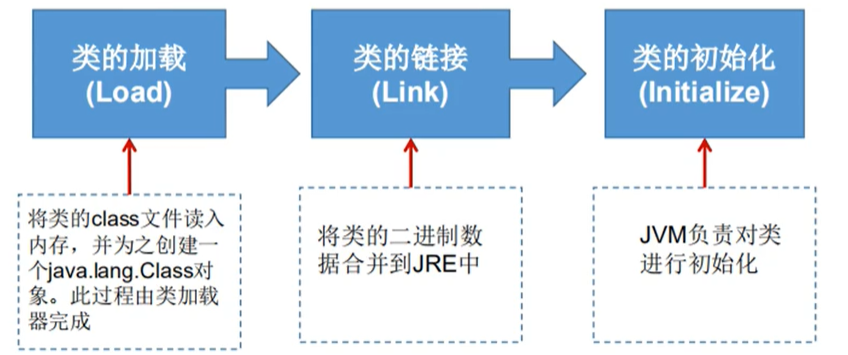 类的加载
(Load)
类的链接
(Link)
类的初始化
(Initialize)
将类的class文件读入
内存，并为之创建一
个java.lang.Class对
象。此过程由类加载
器完成
将类的二进制数
据合并到JRE中
JVM负责对类
进行初始化